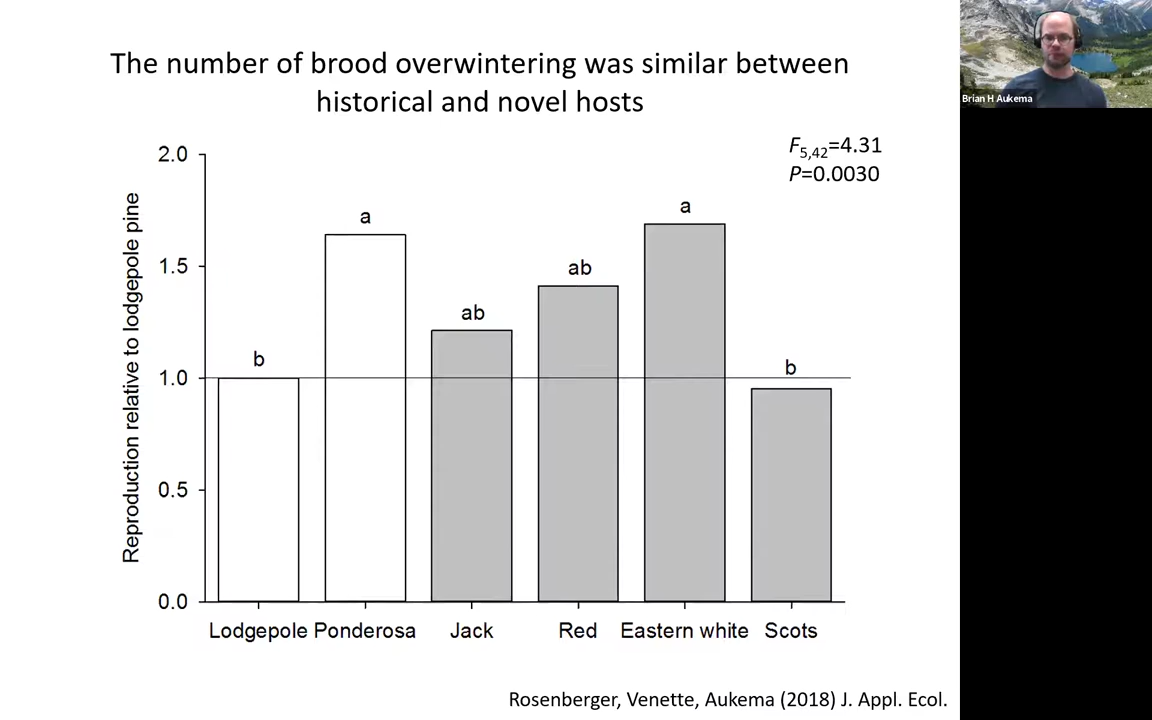 The number of brood overwintering was similar between
historical and novel hosts
Brian H Aukema
F5,42=4.31
P=0.0030
Reproduction relative to lodgepole pine
2.0
1.5
1.0
0.5
0.0
b
a
ab
ab
a
b
Lodgepole Ponderosa Jack Red Eastern white Scots
Rosenberger, Venette, Aukema (2018) J. Appl. Ecol.